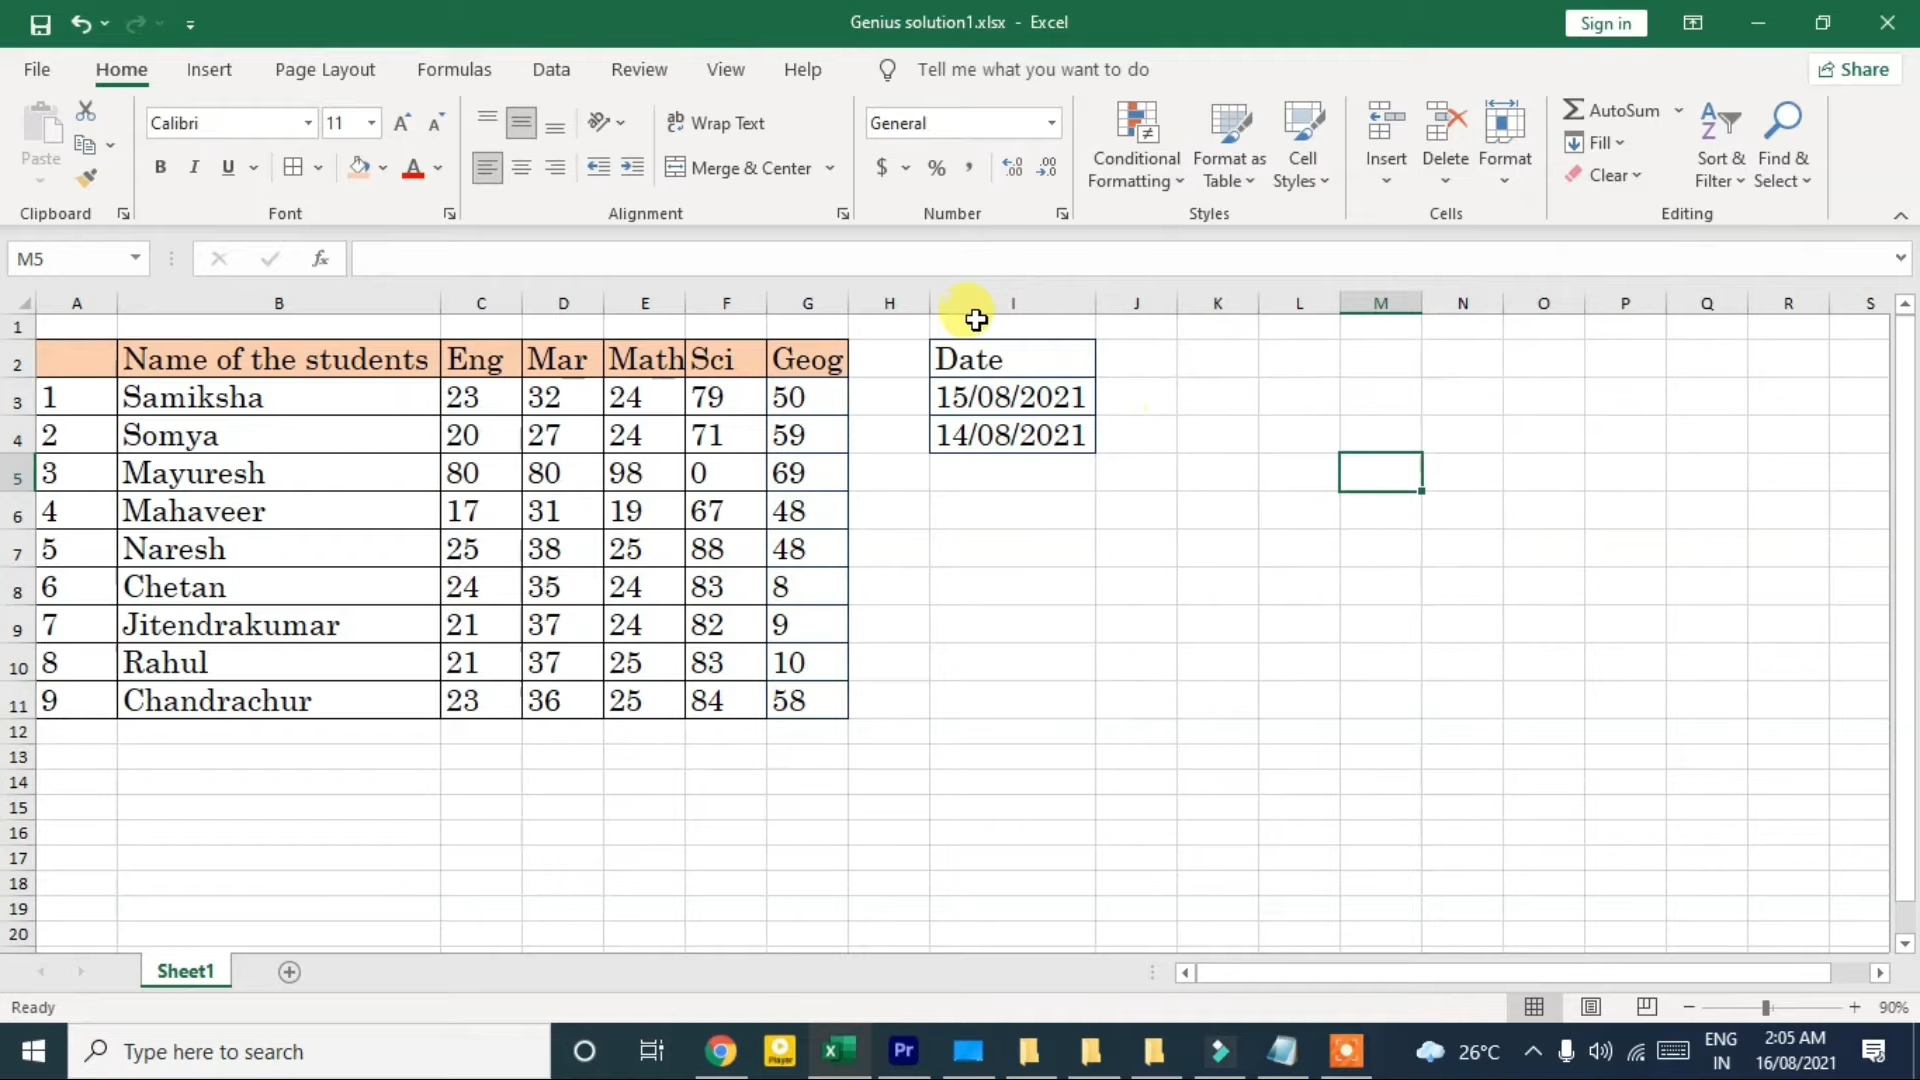 Genius solution1.xlsx - Excel
Sign in
File Home Insert Page Layout Formulas Data Review View Help Tell me what you want to do Share
Paste
Calibri 11
B I U
Wrap Text
Merge & Center
General
$ %
Conditional Formatting
Format as Table
Cell Styles
Insert
Delete
Format
AutoSum
Fill
Clear
Sort & Filter
Find & Select
Clipboard Font Alignment Number Styles Cells Editing
M5 fx
A B C D E F G H I J K L M N O P Q R S
1
2 Name of the students Eng Mar Math Sci Geog Date
3 1 Samiksha 23 32 24 79 50 15/08/2021
4 2 Somya 20 27 24 71 59 14/08/2021
5 3 Mayuresh 80 80 98 0 69
6 4 Mahaveer 17 31 19 67 48
7 5 Naresh 25 38 25 88 48
8 6 Chetan 24 35 24 83 8
9 7 Jitendrakumar 21 37 24 82 9
10 8 Rahul 21 37 25 83 10
11 9 Chandrachur 23 36 25 84 58
12
13
14
15
16
17
18
19
20
Sheet1
Ready 90%
Type here to search
Player
Pr
26°C
ENG
IN
2:05 AM
16/08/2021